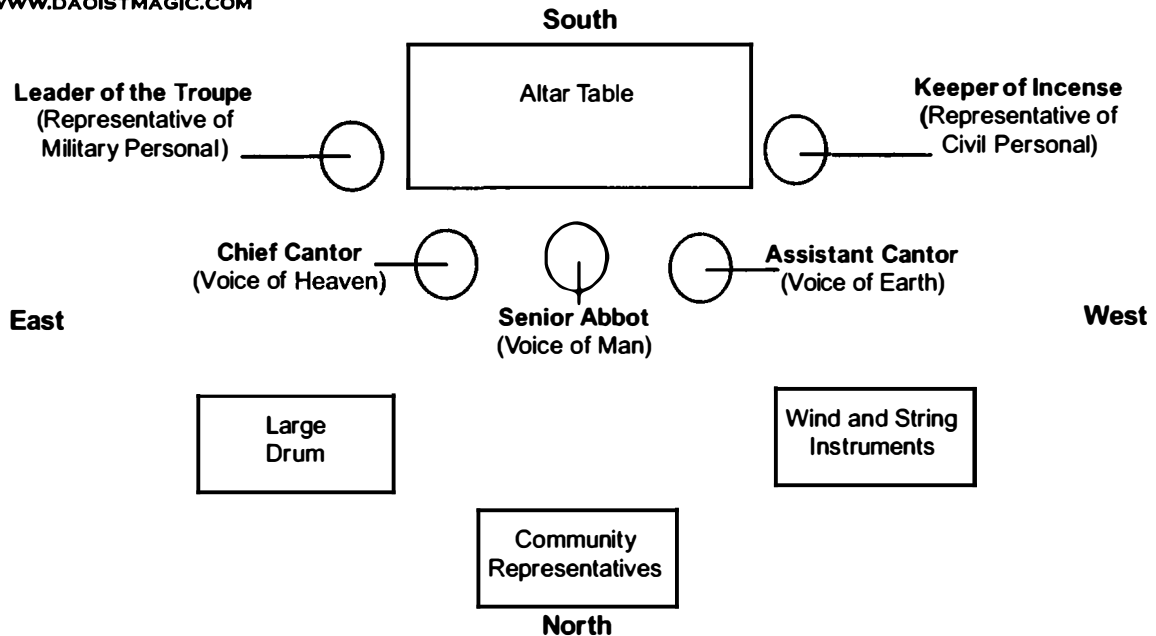 WWW.DAOISTMAGIC.COM
South
Altar Table
Leader of the Troupe
(Representative of
Military Personal)
Keeper of Incense
(Representative of
Civil Personal)
Chief Cantor
(Voice of Heaven)
Senior Abbot
(Voice of Man)
Assistant Cantor
(Voice of Earth)
East
West
Large
Drum
Wind and String
Instruments
Community
Representatives
North